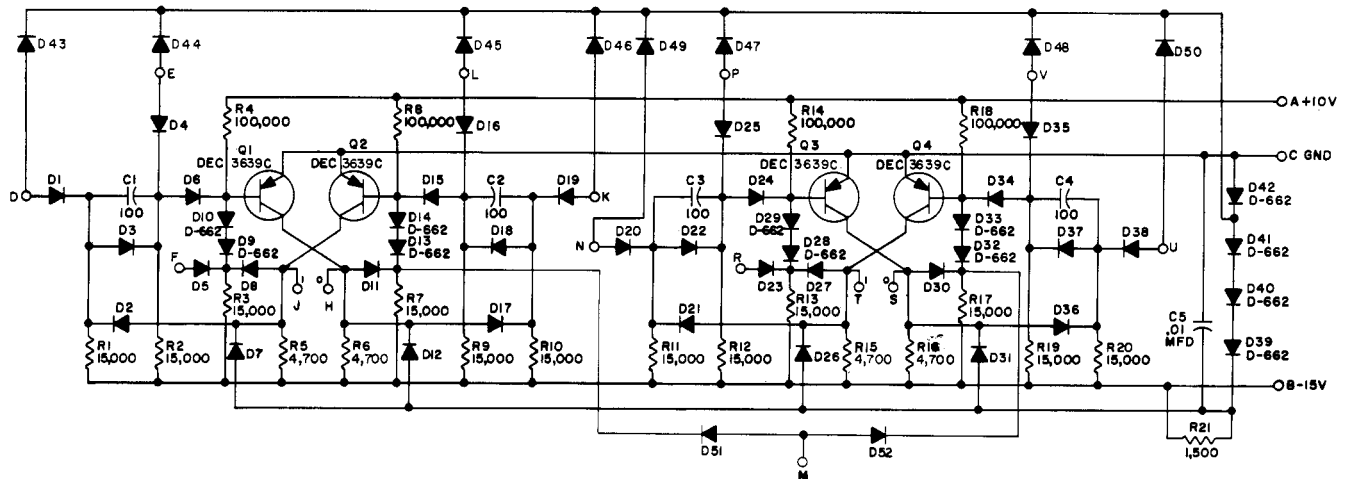 D43 D44 D45 D46 D49 D47 D48 D50
E L P V
R4 100,000 R8 100,000 R14 100,000 R18 100,000 A+10V
D4 D16 D25 D35
Q1 DEC 3639C Q2 DEC 3639C Q3 DEC 3639C Q4 DEC 3639C C GND
D D1 C1 100 D6 D15 C2 100 D19 K C3 100 D24 D34 C4 100 D42 D-662
D10 D-662 D14 D-662 D29 D-662 D33 D-662
D3 D9 D-662 D13 D-662 D18 N D20 D22 D28 D-662 D32 D-662 D37 D38 U D41 D-662
F D5 D8 1 J 0 H D11 R D23 D27 1 T 0 S D30
R3 15,000 R7 15,000 R13 15,000 R17 15,000 D40 D-662
D2 D17 D21 D36 C5 .01 MFD
R1 15,000 R2 15,000 D7 R5 4,700 R6 4,700 D12 R9 15,000 R10 15,000 R11 15,000 R12 15,000 D26 R15 4,700 R16 4,700 D31 R19 15,000 R20 15,000 D39 D-662
B-15V
D51 M D52 R21 1,500